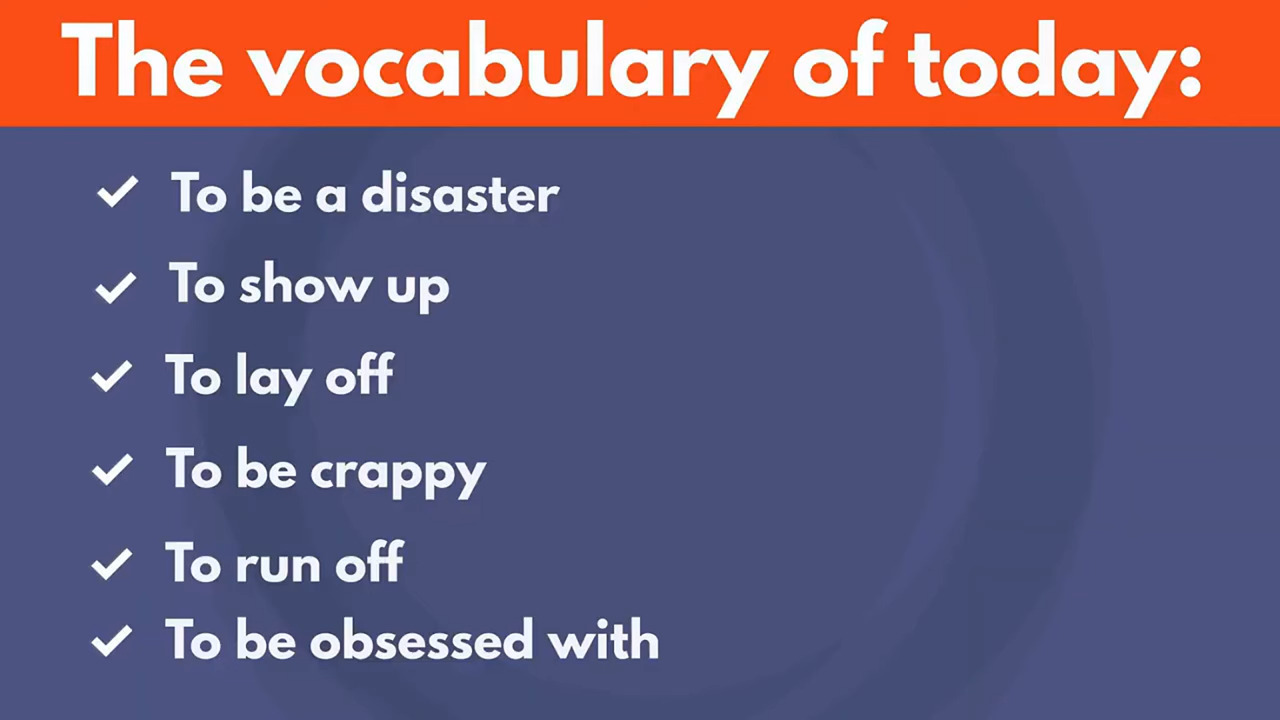 The vocabulary of today:
To be a disaster
To show up
To lay off
To be crappy
To run off
To be obsessed with